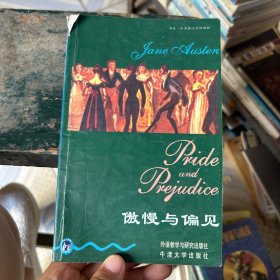 Jane Austen
Pride
and
Prejudice
傲慢与偏见
外语教学与研究出版社
牛津大学出版社